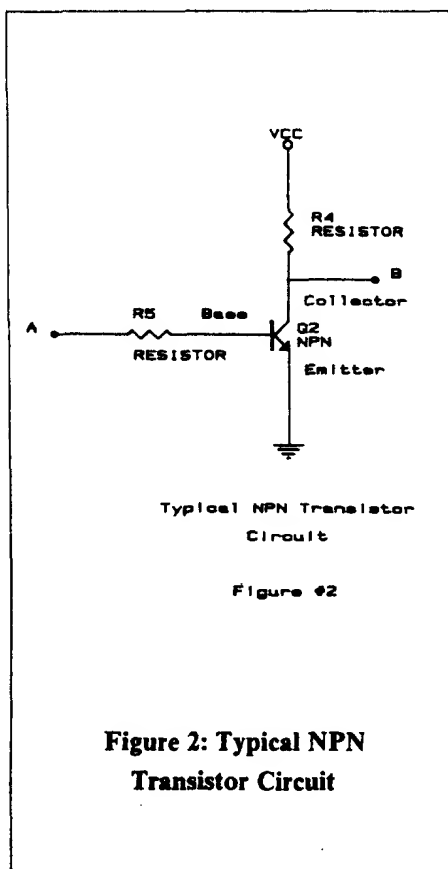 VCC
R4
RESISTOR
B
Collector
A
R5
Base
Q2
NPN
RESISTOR
Emitter
Typical NPN Transistor
Circuit
Figure #2
Figure 2: Typical NPN
Transistor Circuit